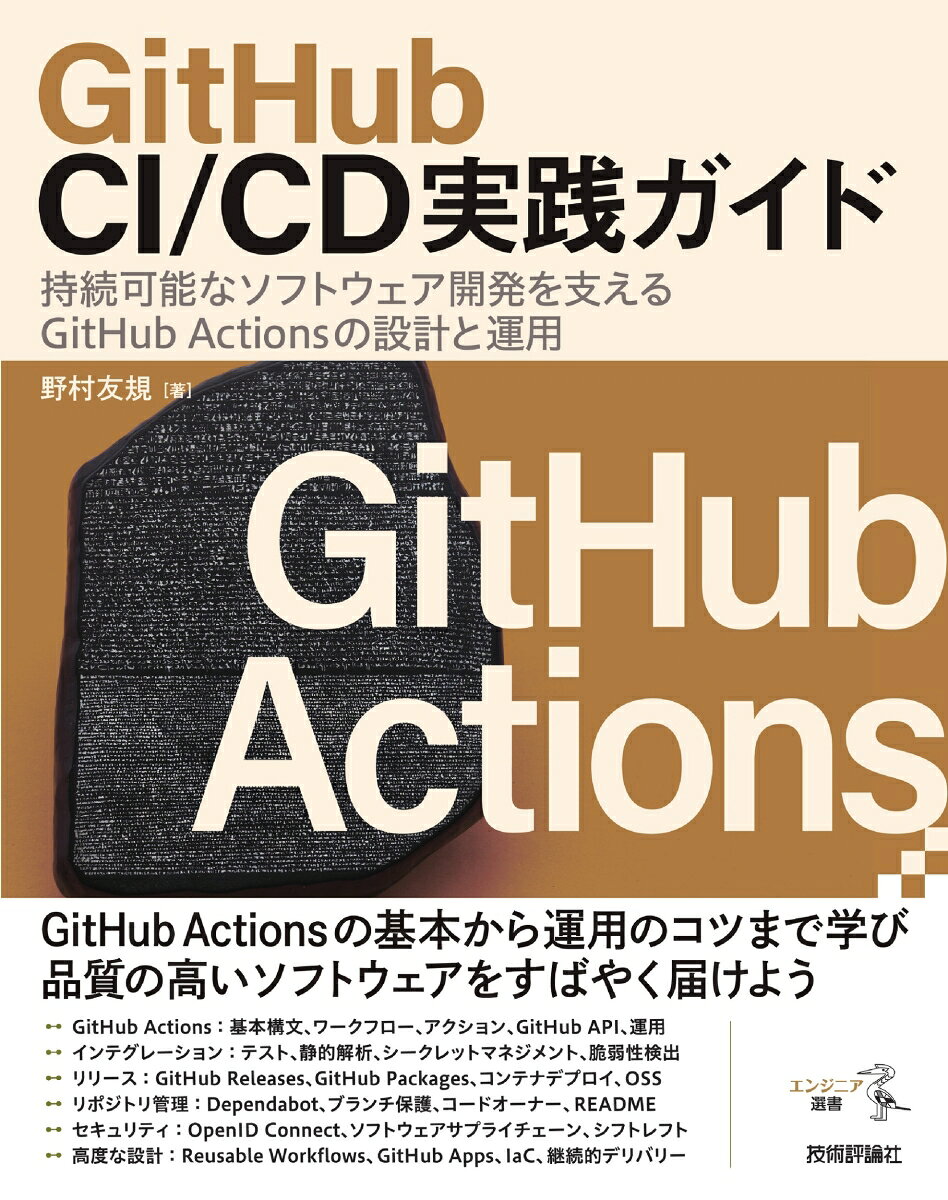 GitHub
CI/CD 実践ガイド
持続可能なソフトウェア開発を支える
GitHub Actionsの設計と運用
野村友規 [著]
GitHub
Actions
GitHub Actionsの基本から運用のコツまで学び
品質の高いソフトウェアをすばやく届けよう
GitHub Actions:基本構文、ワークフロー、アクション、GitHub API、運用
インテグレーション:テスト、静的解析、シークレットマネジメント、脆弱性検出
リリース:GitHub Releases、GitHub Packages、コンテナデプロイ、OSS
リポジトリ管理:Dependabot、ブランチ保護、コードオーナー、README
セキュリティ:OpenID Connect、ソフトウェアサプライチェーン、シフトレフト
高度な設計:Reusable Workflows、GitHub Apps、IaC、継続的デリバリー
エンジニア
選書
技術評論社